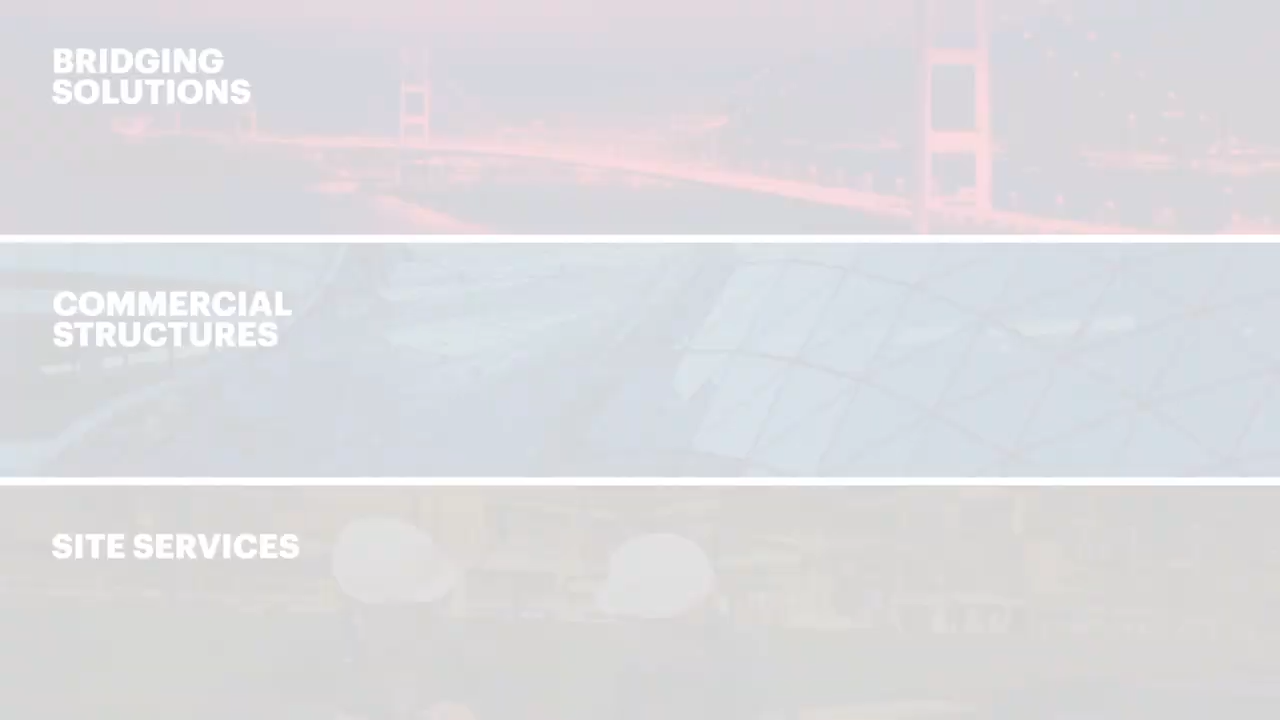 BRIDGING
SOLUTIONS
COMMERCIAL
STRUCTURES
SITE SERVICES